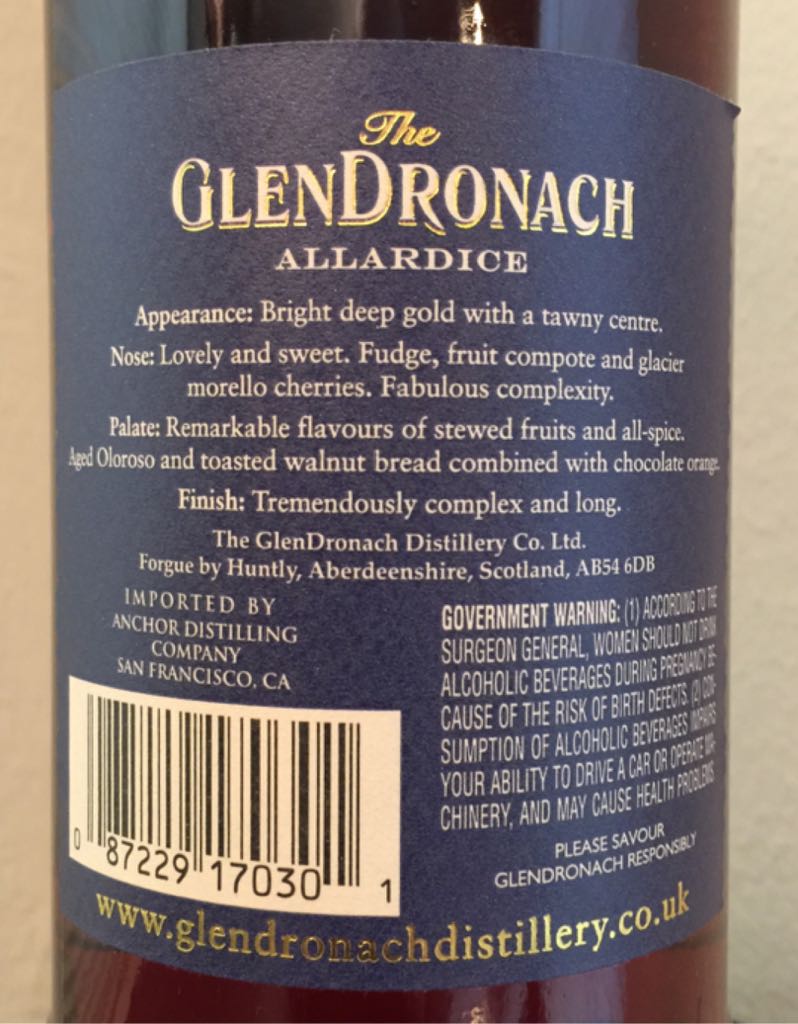 The
GLENDRONACH
ALLARDICE
Appearance: Bright deep gold with a tawny centre.
Nose: Lovely and sweet. Fudge, fruit compote and glacier
morello cherries. Fabulous complexity.
Palate: Remarkable flavours of stewed fruits and all-spice.
Aged Oloroso and toasted walnut bread combined with chocolate orange.
Finish: Tremendously complex and long.
The GlenDronach Distillery Co. Ltd.
Forgue by Huntly, Aberdeenshire, Scotland, AB54 6DB
IMPORTED BY
ANCHOR DISTILLING
COMPANY
SAN FRANCISCO, CA
GOVERNMENT WARNING: (1) ACCORDING TO THE
SURGEON GENERAL, WOMEN SHOULD NOT DRINK
ALCOHOLIC BEVERAGES DURING PREGNANCY BE-
CAUSE OF THE RISK OF BIRTH DEFECTS. (2) CON-
SUMPTION OF ALCOHOLIC BEVERAGES IMPAIRS
YOUR ABILITY TO DRIVE A CAR OR OPERATE MA-
CHINERY, AND MAY CAUSE HEALTH PROBLEMS.
0 87229 17030 1
PLEASE SAVOUR
GLENDRONACH RESPONSIBLY
www.glendronachdistillery.co.uk